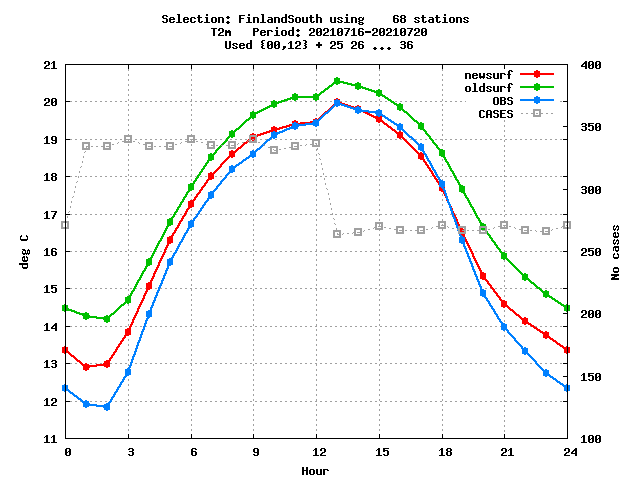 Selection: FinlandSouth using    68 stations
T2m   Period: 20210716-20210720
Used {00,12} + 25 26 ... 36
newsurf
oldsurf
OBS
CASES
21
20
19
18
17
16
15
14
13
12
11
deg C
400
350
300
250
200
150
100
No cases
0 3 6 9 12 15 18 21 24
Hour